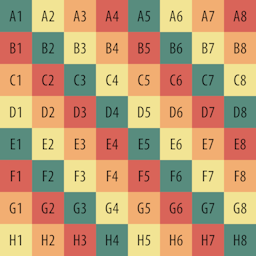 A1 A2 A3 A4 A5 A6 A7 A8
B1 B2 B3 B4 B5 B6 B7 B8
C1 C2 C3 C4 C5 C6 C7 C8
D1 D2 D3 D4 D5 D6 D7 D8
E1 E2 E3 E4 E5 E6 E7 E8
F1 F2 F3 F4 F5 F6 F7 F8
G1 G2 G3 G4 G5 G6 G7 G8
H1 H2 H3 H4 H5 H6 H7 H8